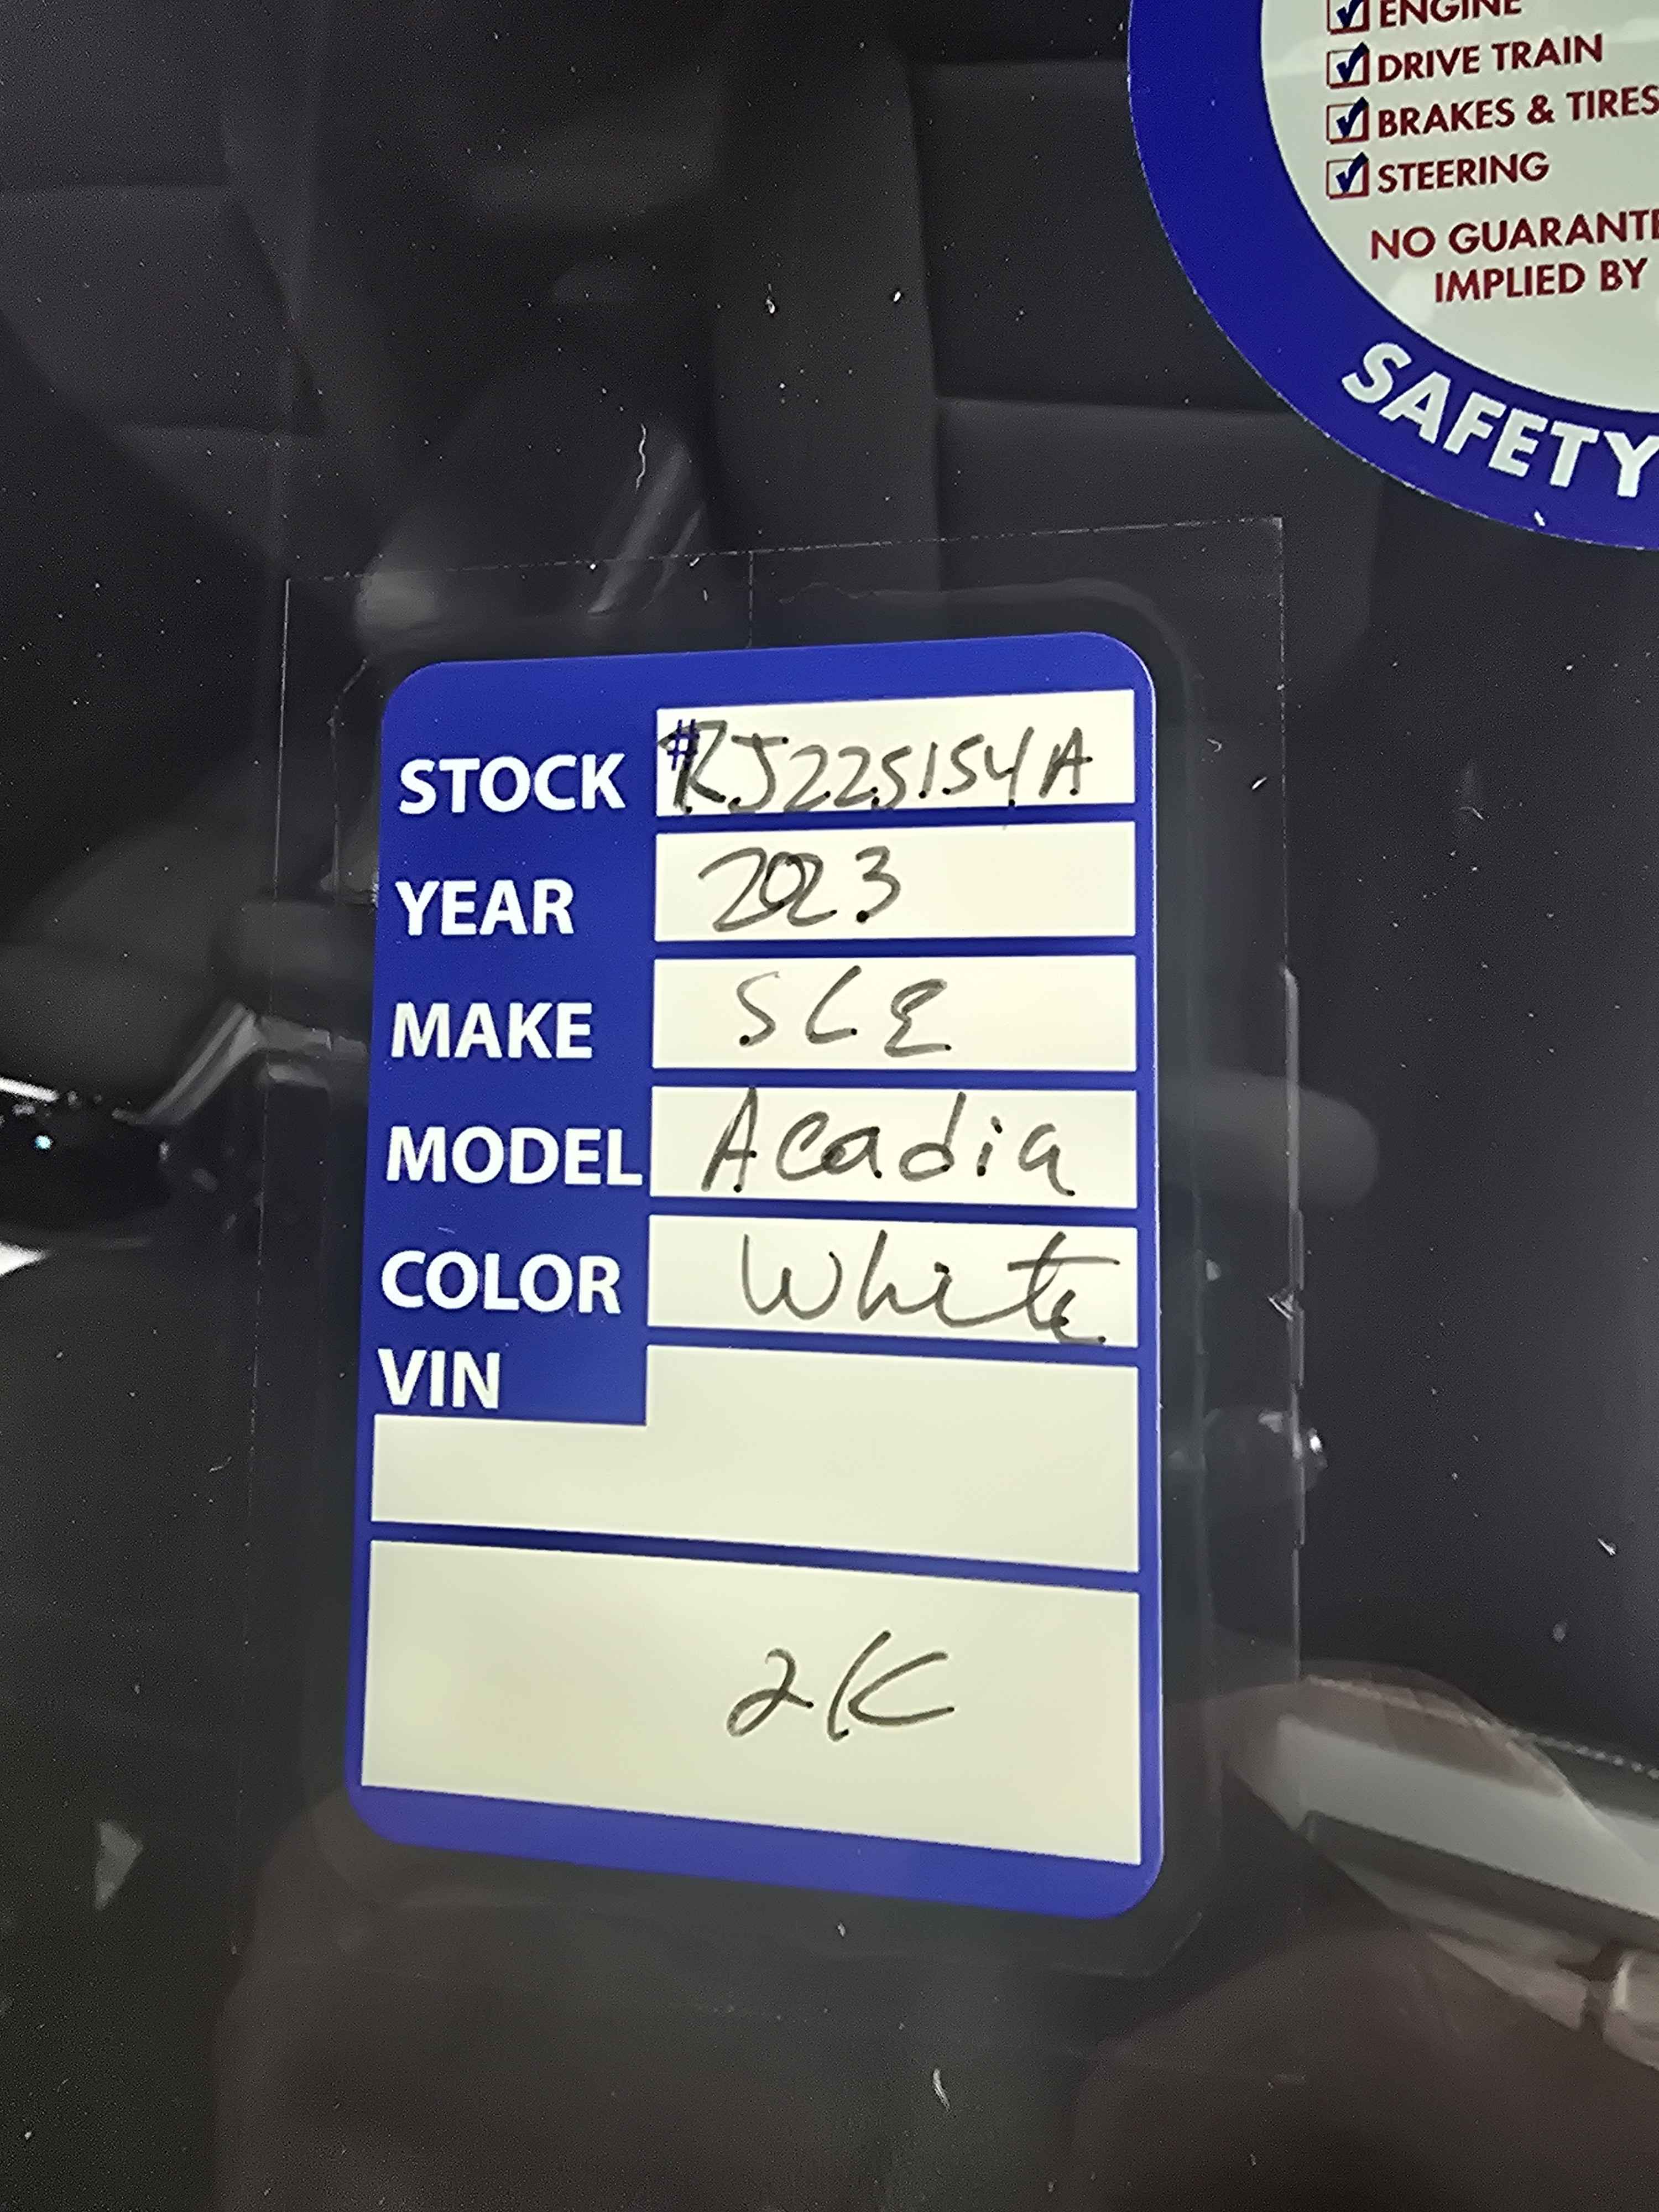 ENGINE
DRIVE TRAIN
BRAKES & TIRES
STEERING
NO GUARANTE
IMPLIED BY
SAFETY
STOCK #RJ225154A
YEAR 2023
MAKE SLE
MODEL Acadia
COLOR White
VIN
2K